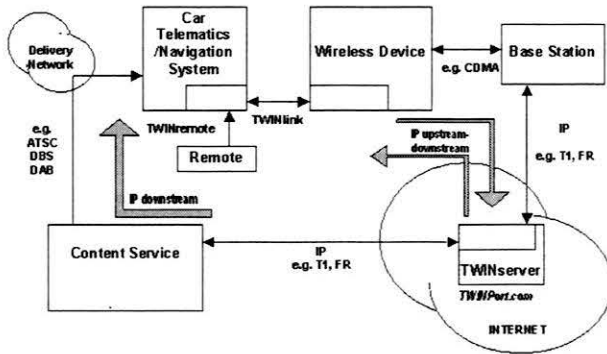 Delivery
Network
Car
Telematics
/Navigation
System
Wireless Device
Base Station
e.g. CDMA
TWINremote
TWINlink
Remote
e.g.
ATSC
DBS
DAB
IP upstream-
downstream
IP
e.g. T1, FR
IP downstream
Content Service
IP
e.g. T1, FR
TWINserver
TWINPort.com
INTERNET